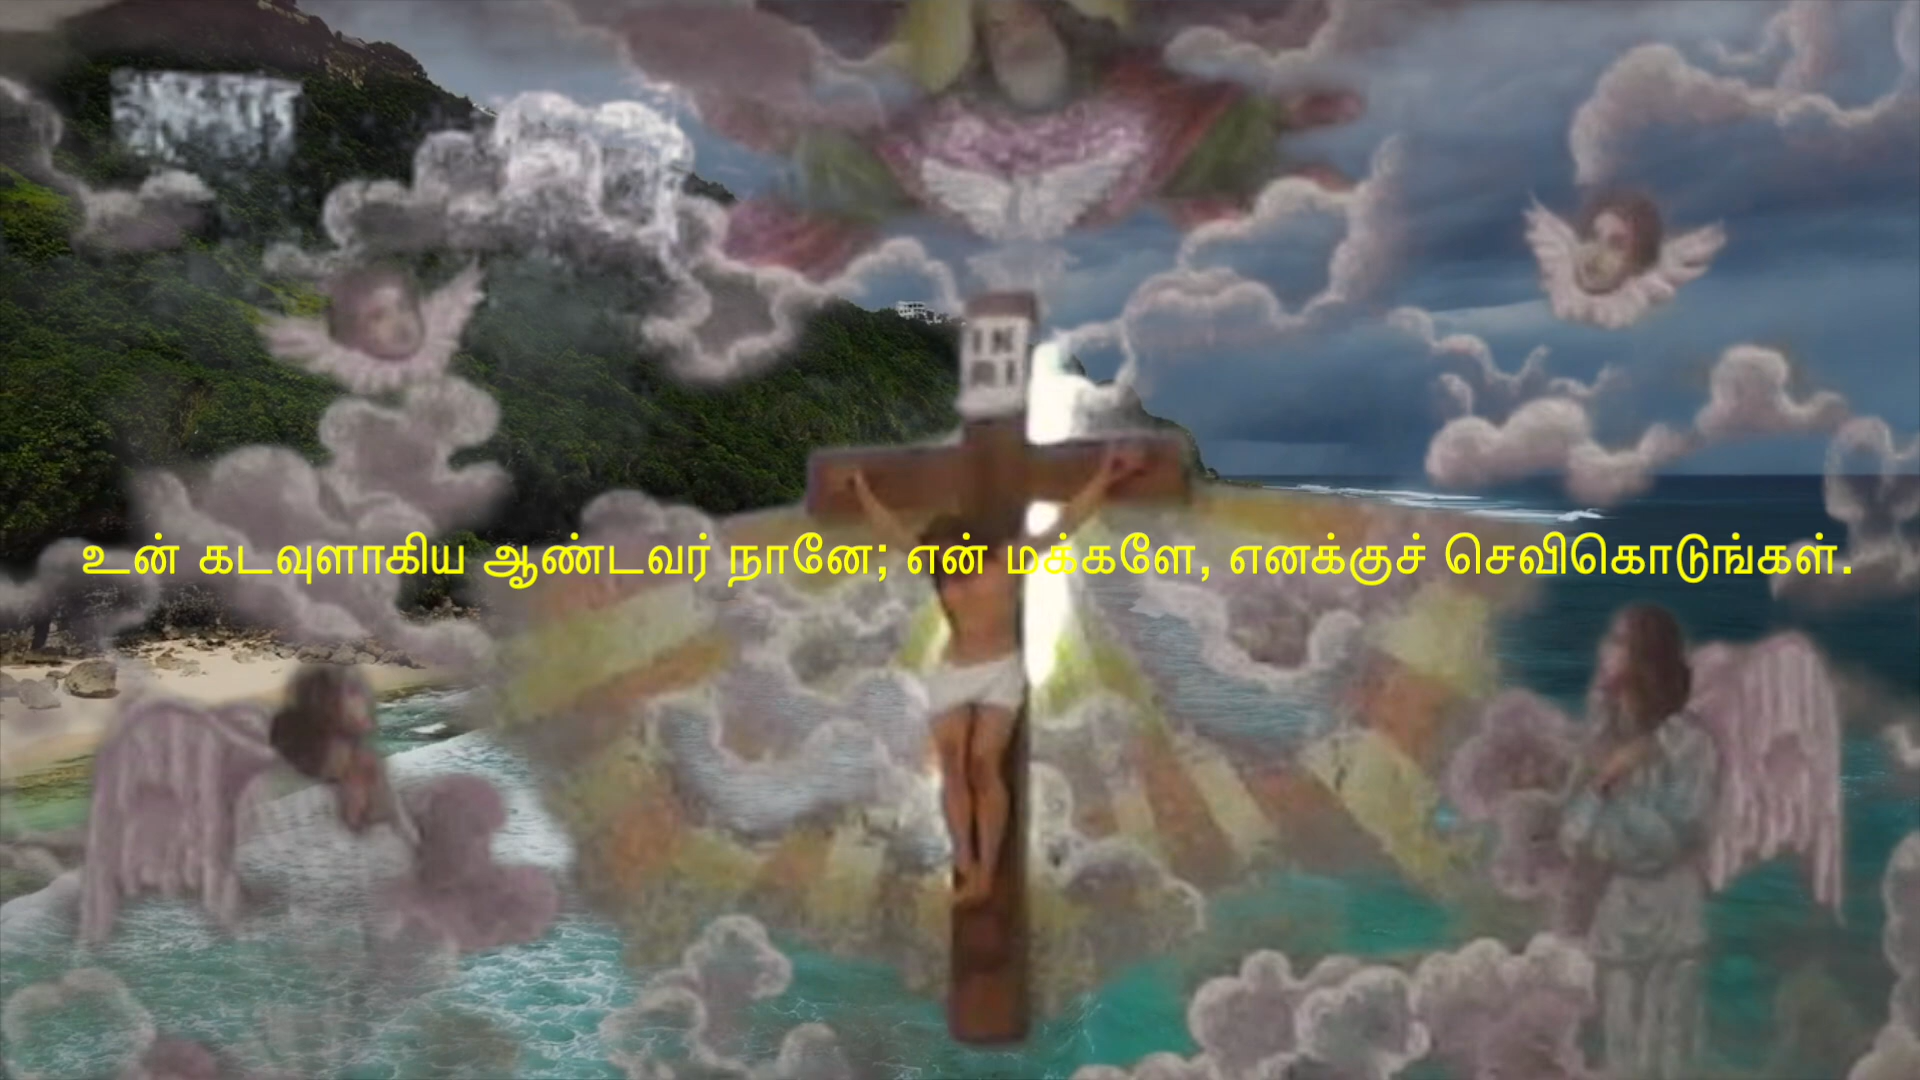 உன் கடவுளாகிய ஆண்டவர் நானே; என் மக்களே, எனக்குச் செவிகொடுங்கள்.